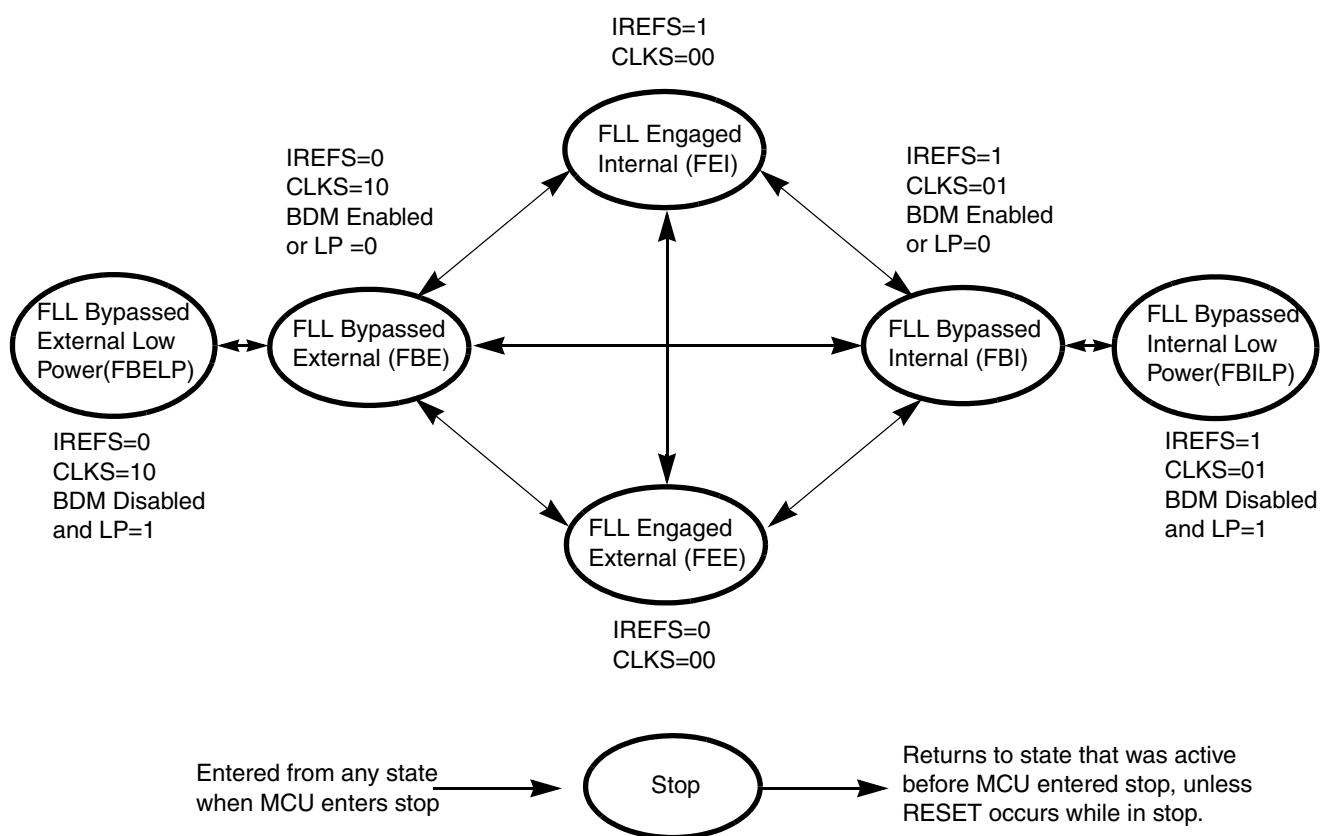 IREFS=1
CLKS=00
FLL Engaged
Internal (FEI)
IREFS=0
CLKS=10
BDM Enabled
or LP =0
IREFS=1
CLKS=01
BDM Enabled
or LP=0
FLL Bypassed
External Low
Power(FBELP)
FLL Bypassed
External (FBE)
FLL Bypassed
Internal (FBI)
FLL Bypassed
Internal Low
Power(FBILP)
IREFS=0
CLKS=10
BDM Disabled
and LP=1
IREFS=1
CLKS=01
BDM Disabled
and LP=1
FLL Engaged
External (FEE)
IREFS=0
CLKS=00
Entered from any state
when MCU enters stop
Stop
Returns to state that was active
before MCU entered stop, unless
RESET occurs while in stop.